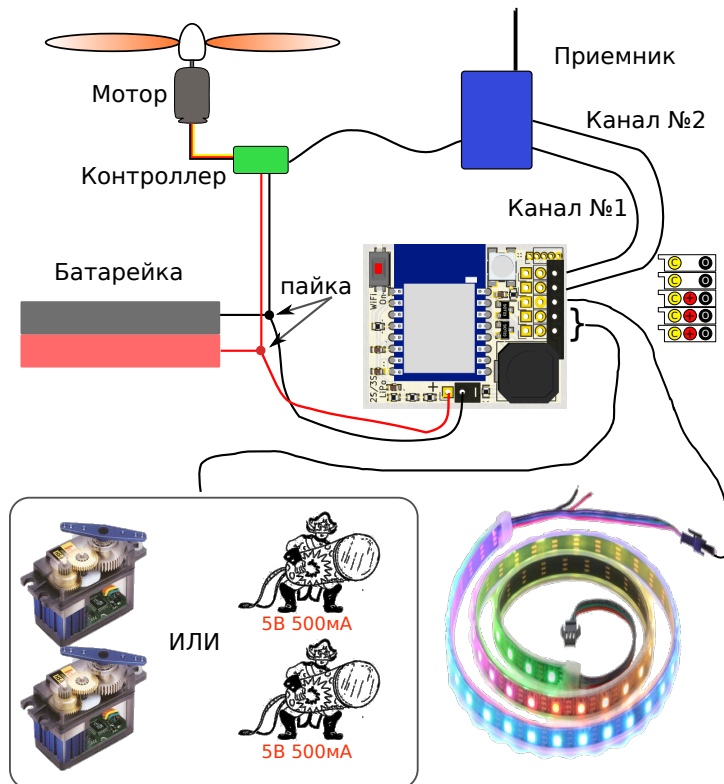 Приемник
Мотор
Канал №2
Контроллер
Канал №1
Батарейка
пайка
WiFi
On
С O
С O
С + O
С + O
С + O
2S/3S
LiPo
+
ИЛИ
5В 500мА
5В 500мА